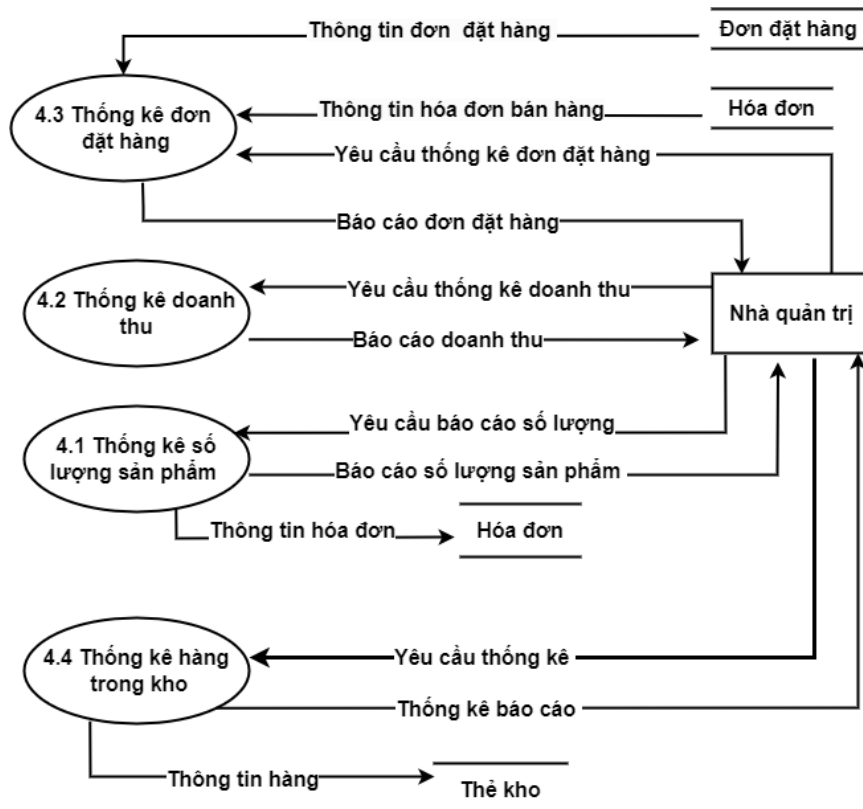 Thông tin đơn đặt hàng
Đơn đặt hàng
4.3 Thống kê đơn
đặt hàng
Thông tin hóa đơn bán hàng
Hóa đơn
Yêu cầu thống kê đơn đặt hàng
Báo cáo đơn đặt hàng
4.2 Thống kê doanh
thu
Yêu cầu thống kê doanh thu
Nhà quản trị
Báo cáo doanh thu
4.1 Thống kê số
lượng sản phẩm
Yêu cầu báo cáo số lượng
Báo cáo số lượng sản phẩm
Thông tin hóa đơn
Hóa đơn
4.4 Thống kê hàng
trong kho
Yêu cầu thống kê
Thống kê báo cáo
Thông tin hàng
Thẻ kho